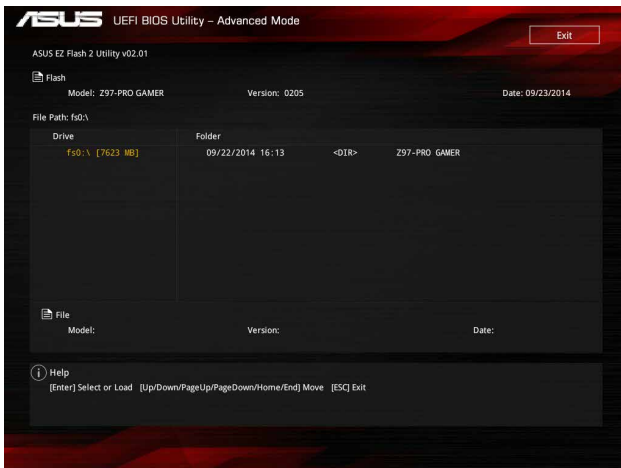 ASUS UEFI BIOS Utility – Advanced Mode
Exit
ASUS EZ Flash 2 Utility v02.01
Flash
Model: Z97-PRO GAMER Version: 0205 Date: 09/23/2014
File Path: fs0:\
Drive Folder
fs0:\ [7623 MB] 09/22/2014 16:13 <DIR> Z97-PRO GAMER
File
Model: Version: Date:
Help
[Enter] Select or Load [Up/Down/PageUp/PageDown/Home/End] Move [ESC] Exit